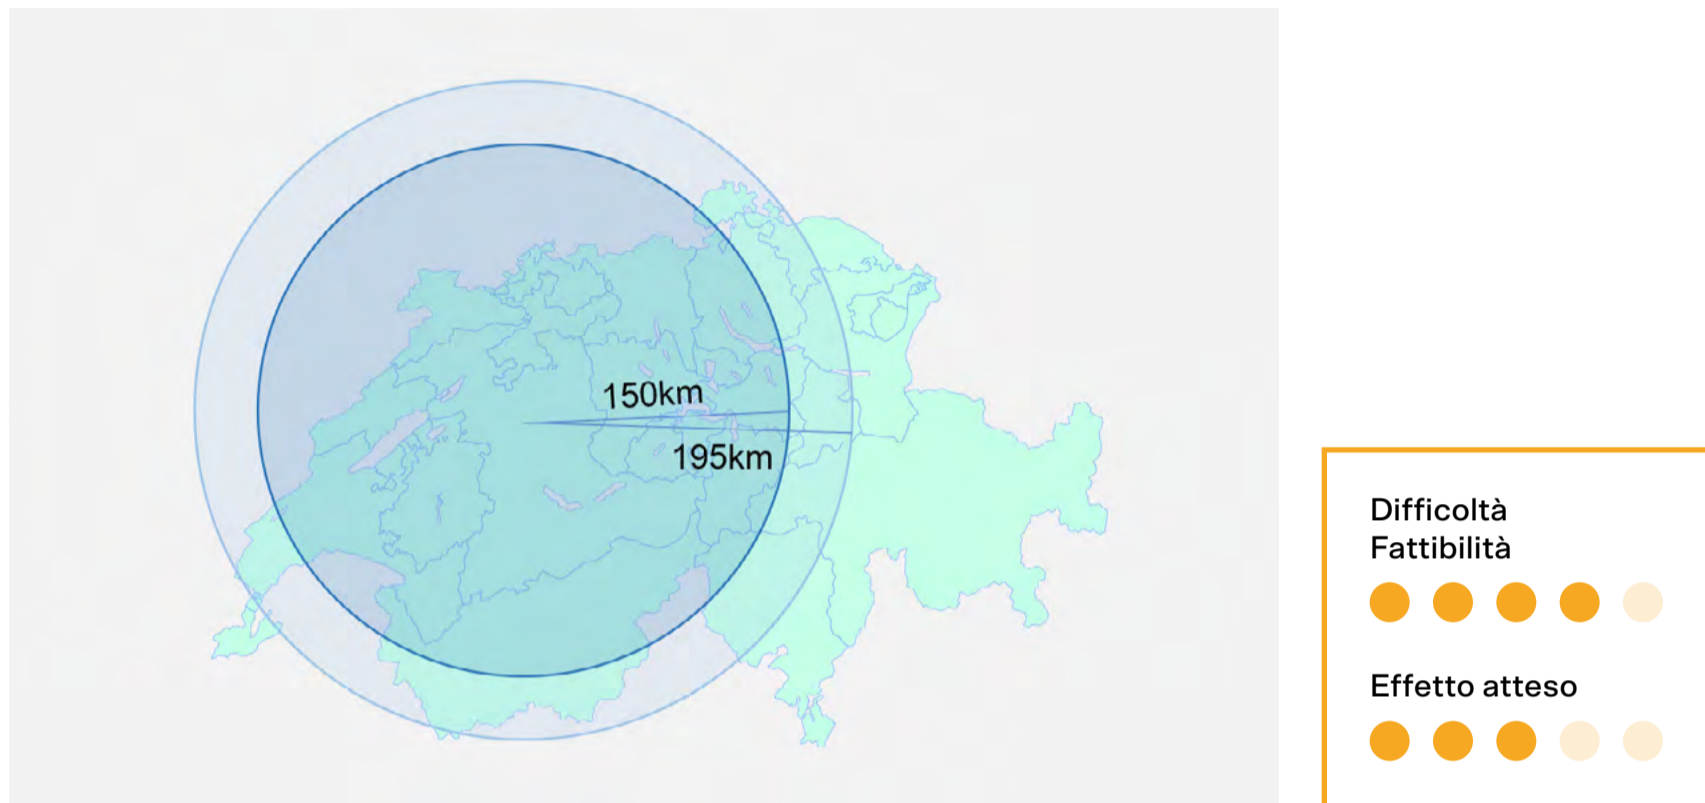 150km
195km
Difficoltà
Fattibilità
Effetto atteso